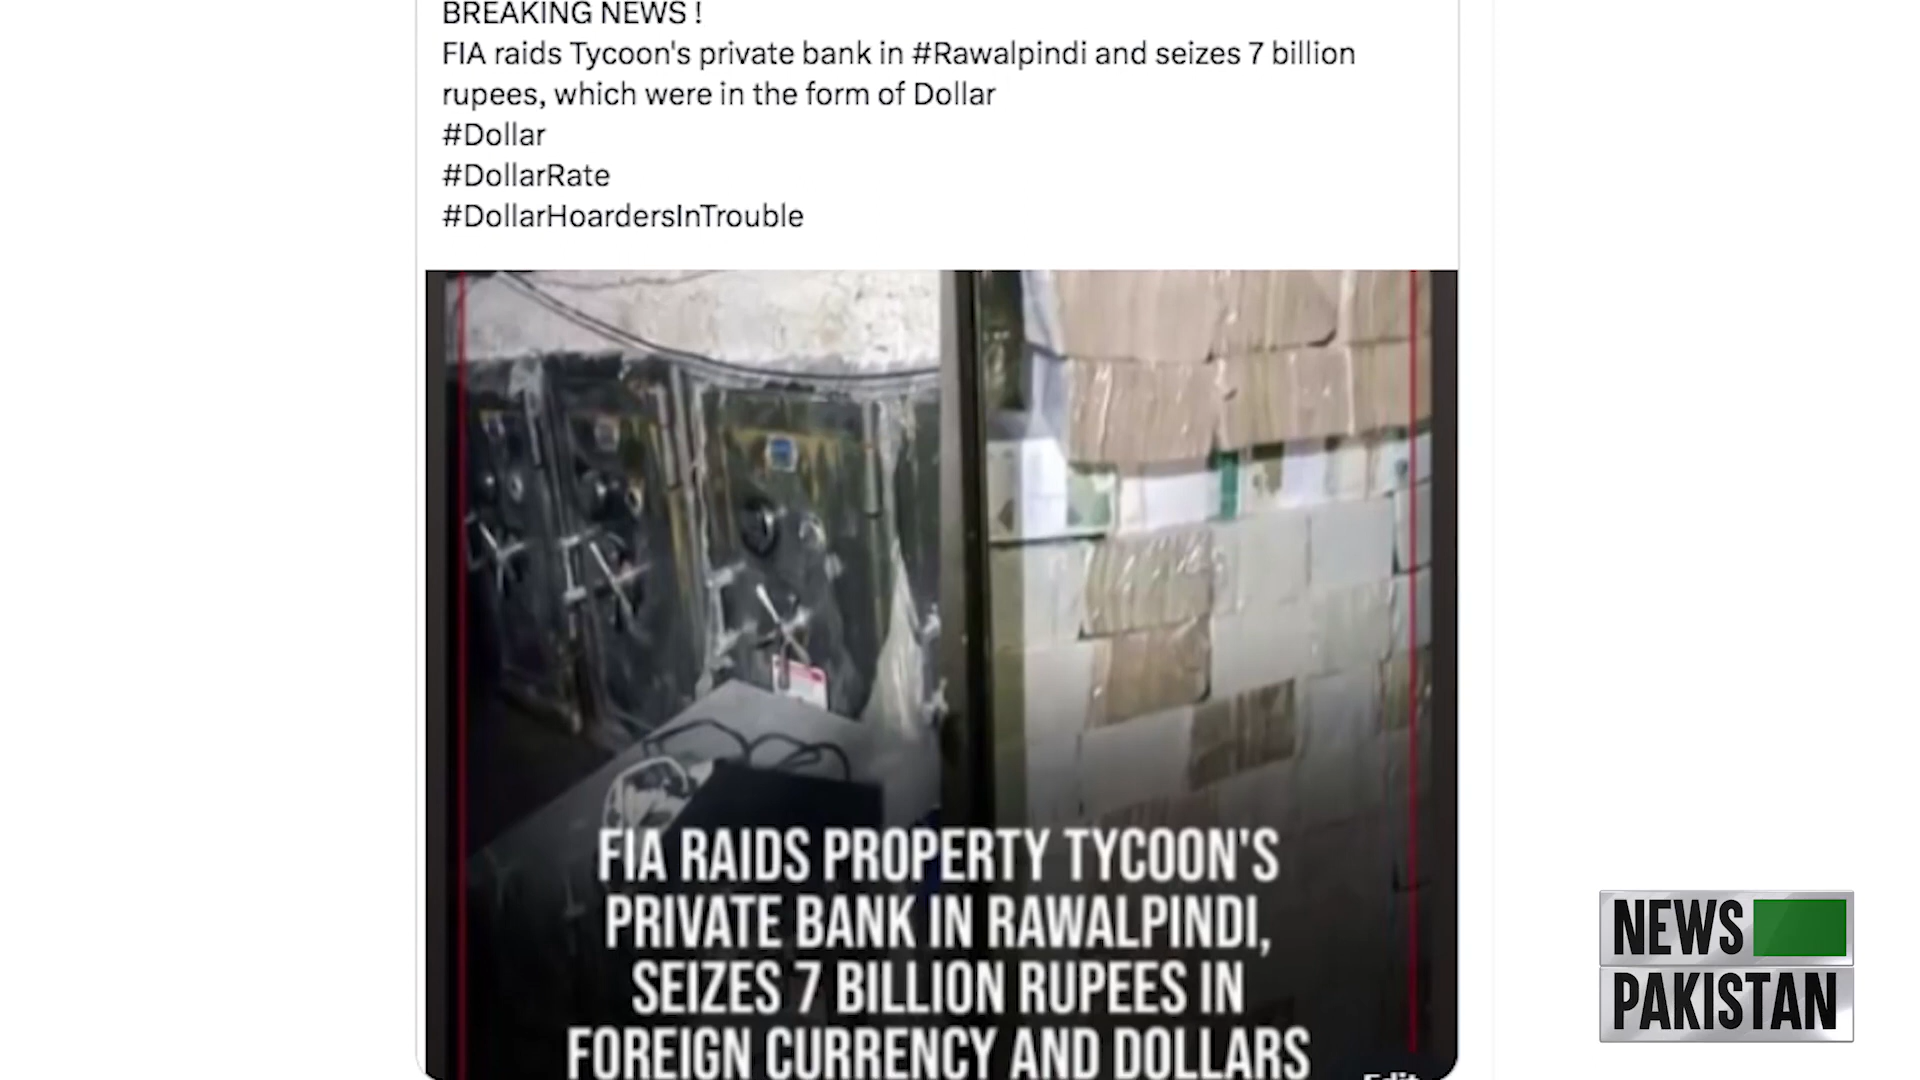 BREAKING NEWS !
FIA raids Tycoon's private bank in #Rawalpindi and seizes 7 billion
rupees, which were in the form of Dollar
#Dollar
#DollarRate
#DollarHoardersInTrouble
FIA RAIDS PROPERTY TYCOON'S
PRIVATE BANK IN RAWALPINDI,
SEIZES 7 BILLION RUPEES IN
FOREIGN CURRENCY AND DOLLARS
NEWS
PAKISTAN